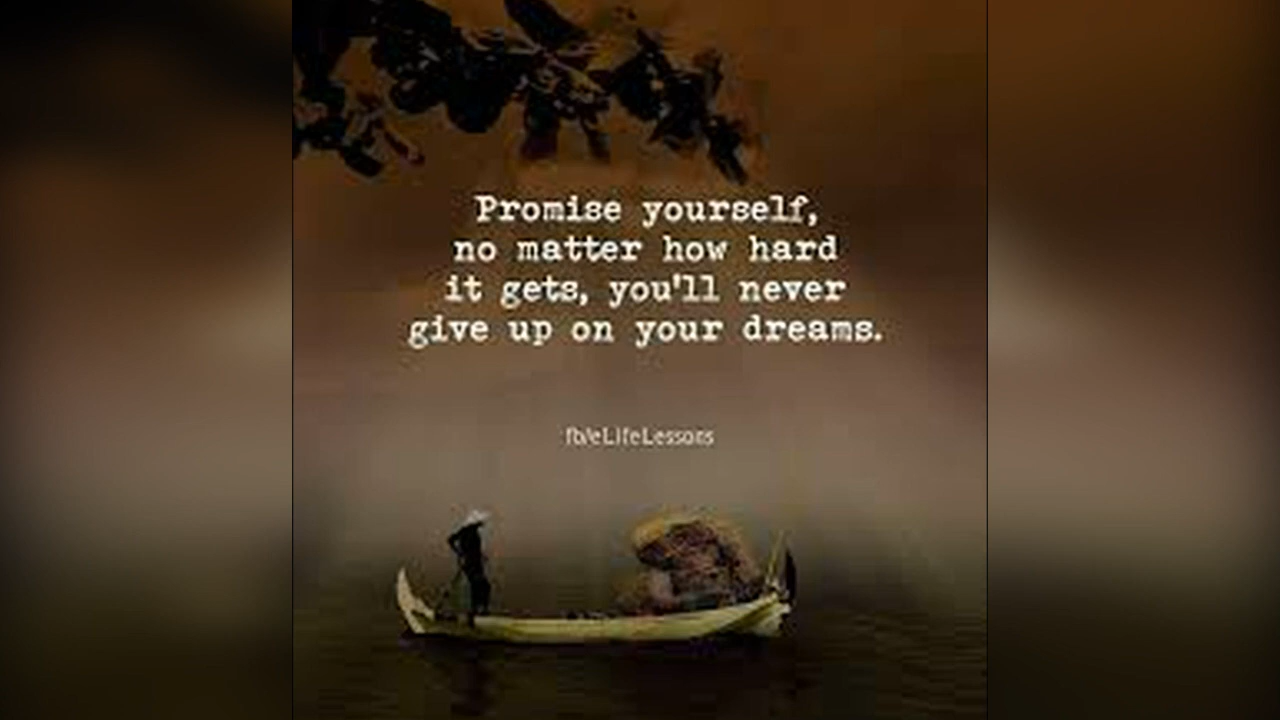 Promise yourself,
no matter how hard
it gets, you'll never
give up on your dreams.
fb/eLifeLessons